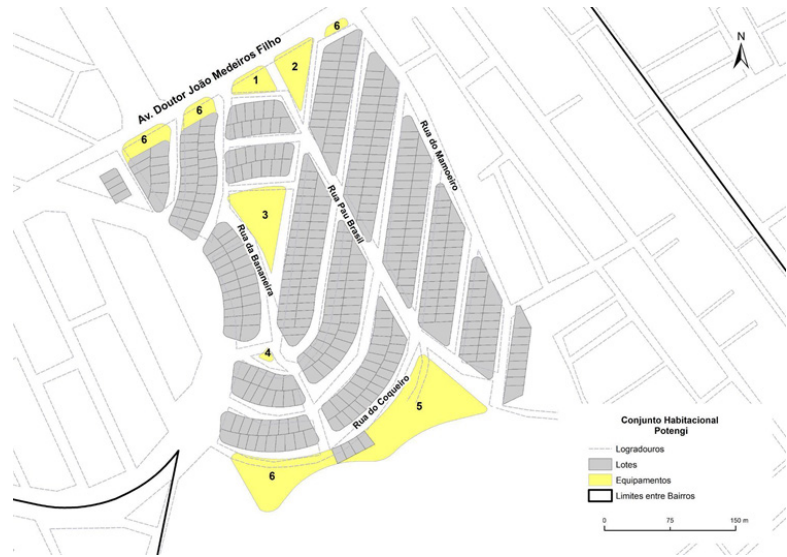 6
N
Av. Doutor João Medeiros Filho
2
1
6
6
Rua do Mamoeiro
Rua Pau Brasil
3
Rua da Bananeira
4
Rua do Coqueiro
5
6
Conjunto Habitacional
Potengi
Logradouros
Lotes
Equipamentos
Limites entre Bairros
0 75 150 m